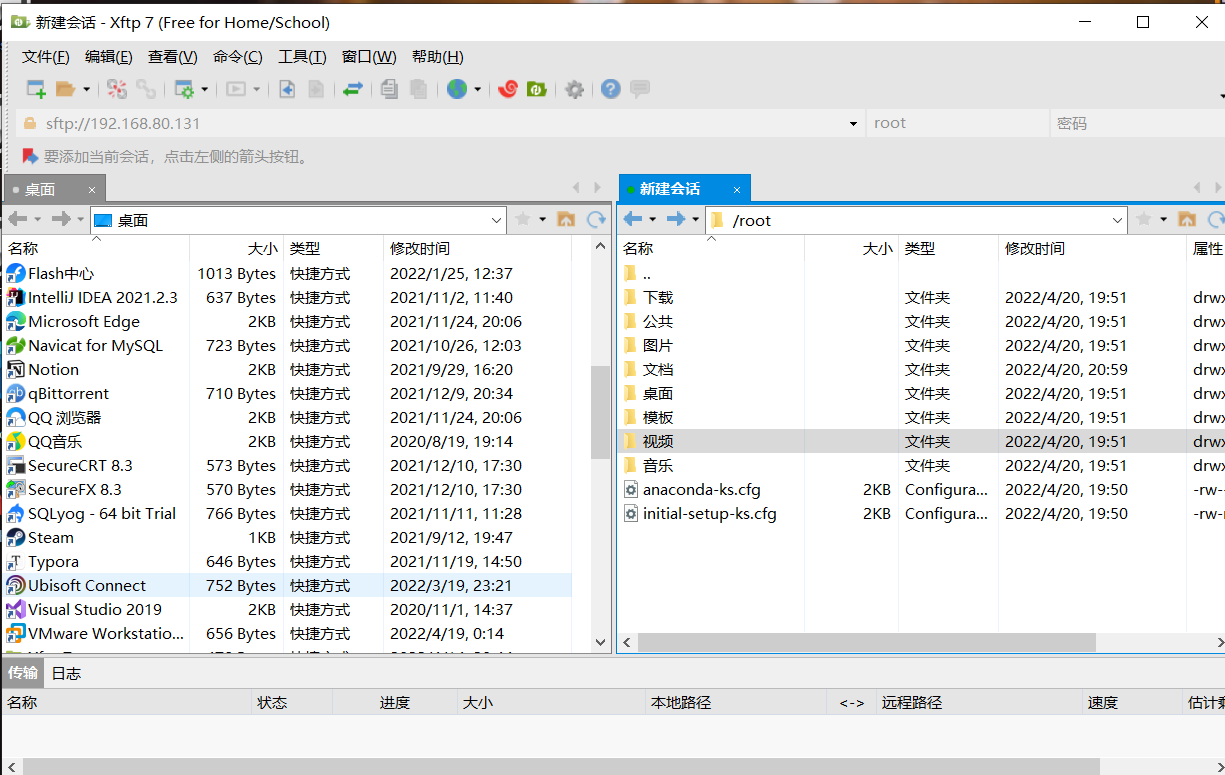 新建会话 - Xftp 7 (Free for Home/School)
文件(F) 编辑(E) 查看(V) 命令(C) 工具(T) 窗口(W) 帮助(H)
sftp://192.168.80.131 root 密码
要添加当前会话，点击左侧的箭头按钮。
桌面 × 新建会话 ×
桌面 /root
名称 大小 类型 修改时间 名称 大小 类型 修改时间 属性
Flash中心 1013 Bytes 快捷方式 2022/1/25, 12:37 ..
IntelliJ IDEA 2021.2.3 637 Bytes 快捷方式 2021/11/2, 11:40 下载 文件夹 2022/4/20, 19:51 drwx
Microsoft Edge 2KB 快捷方式 2021/11/24, 20:06 公共 文件夹 2022/4/20, 19:51 drwx
Navicat for MySQL 723 Bytes 快捷方式 2021/10/26, 12:03 图片 文件夹 2022/4/20, 19:51 drwx
Notion 2KB 快捷方式 2021/9/29, 16:20 文档 文件夹 2022/4/20, 20:59 drwx
qBittorrent 710 Bytes 快捷方式 2021/12/9, 20:34 桌面 文件夹 2022/4/20, 19:51 drwx
QQ 浏览器 2KB 快捷方式 2021/11/24, 20:06 模板 文件夹 2022/4/20, 19:51 drwx
QQ音乐 2KB 快捷方式 2020/8/19, 19:14 视频 文件夹 2022/4/20, 19:51 drwx
SecureCRT 8.3 573 Bytes 快捷方式 2021/12/10, 17:30 音乐 文件夹 2022/4/20, 19:51 drwx
SecureFX 8.3 570 Bytes 快捷方式 2021/12/10, 17:30 anaconda-ks.cfg 2KB Configura... 2022/4/20, 19:50 -rw--
SQLyog - 64 bit Trial 766 Bytes 快捷方式 2021/11/11, 11:28 initial-setup-ks.cfg 2KB Configura... 2022/4/20, 19:50 -rw-r
Steam 1KB 快捷方式 2021/9/12, 19:47
Typora 646 Bytes 快捷方式 2021/11/19, 14:50
Ubisoft Connect 752 Bytes 快捷方式 2022/3/19, 23:21
Visual Studio 2019 2KB 快捷方式 2020/11/1, 14:37
VMware Workstatio... 656 Bytes 快捷方式 2022/4/19, 0:14
传输 日志
名称 状态 进度 大小 本地路径 <-> 远程路径 速度 估计剩